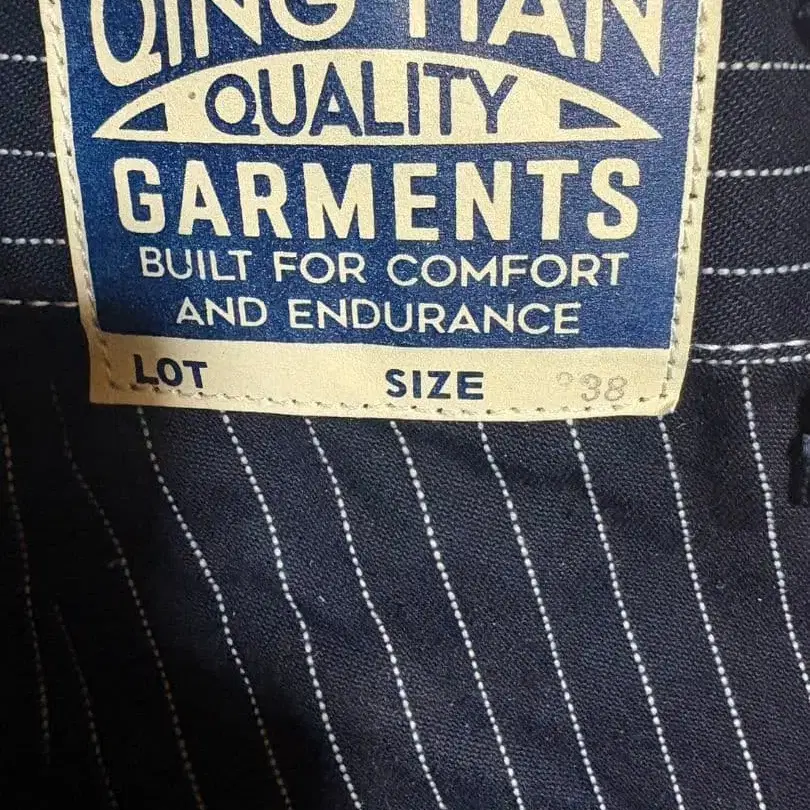 QING TIAN
QUALITY
GARMENTS
BUILT FOR COMFORT
AND ENDURANCE
LOT SIZE 38